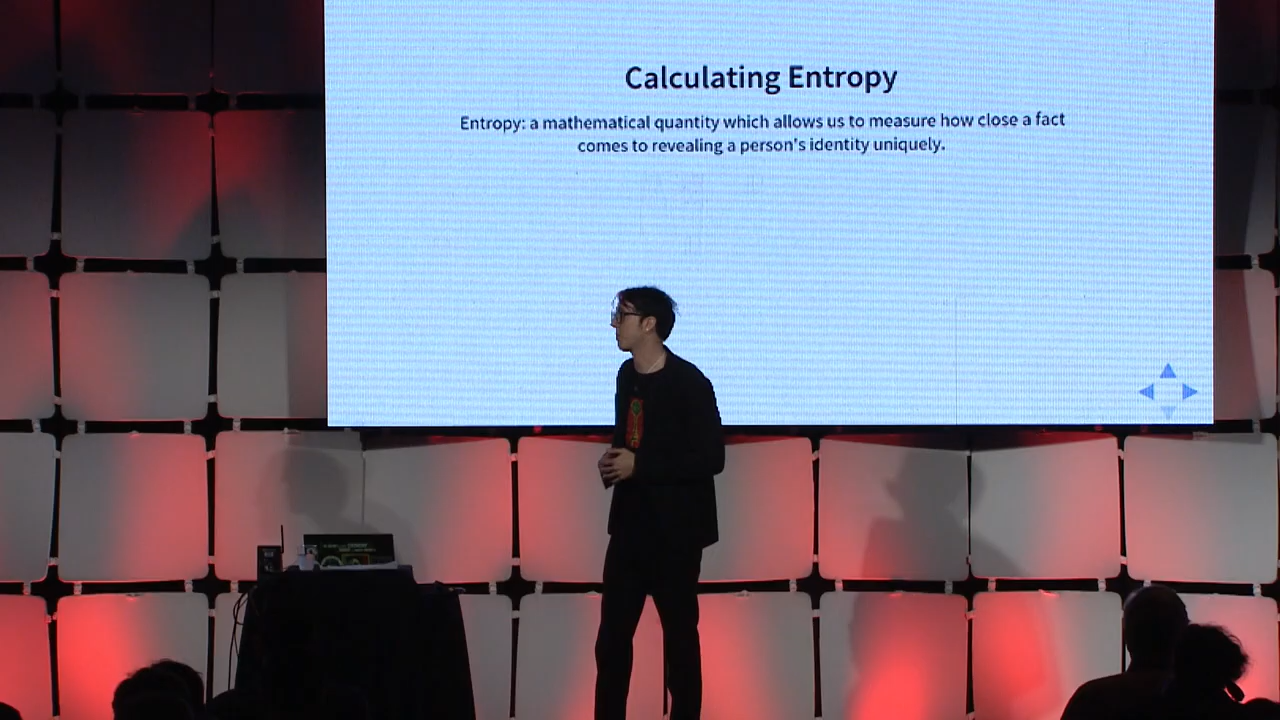 Calculating Entropy
Entropy: a mathematical quantity which allows us to measure how close a fact
comes to revealing a person's identity uniquely.